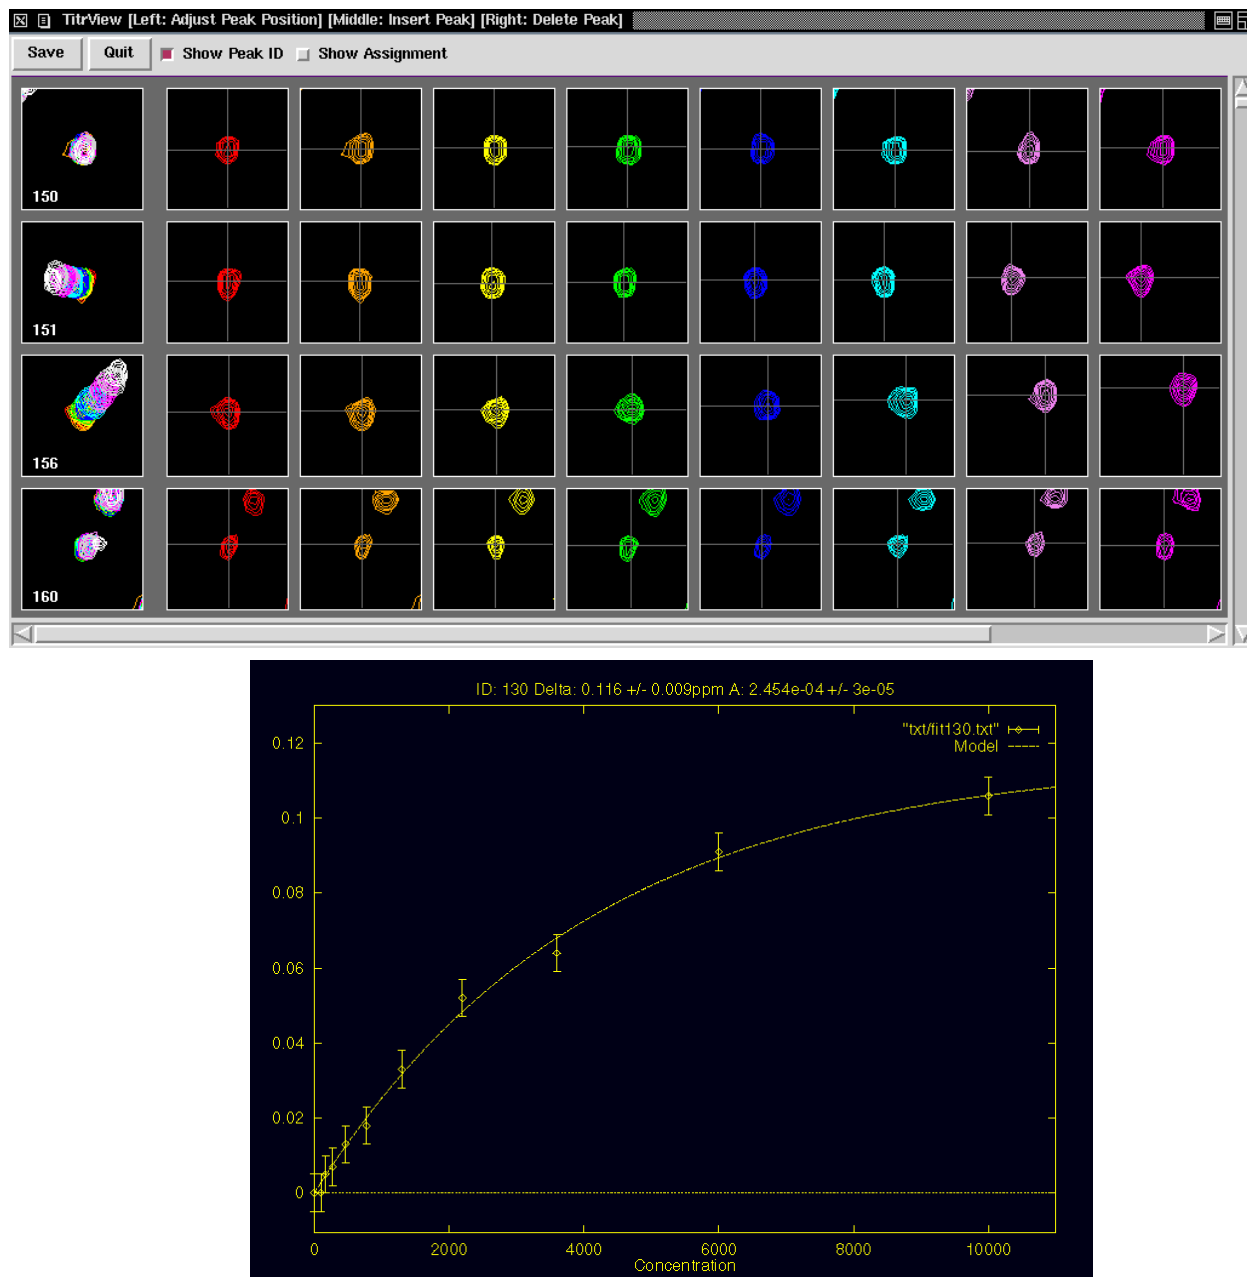 TitrView [Left: Adjust Peak Position] [Middle: Insert Peak] [Right: Delete Peak]
Save Quit Show Peak ID Show Assignment
150
151
156
160
ID: 130 Delta: 0.116 +/- 0.009ppm A: 2.454e-04 +/- 3e-05
"txt/fit130.txt"
Model
0.12
0.1
0.08
0.06
0.04
0.02
0
0 2000 4000 6000 8000 10000
Concentration